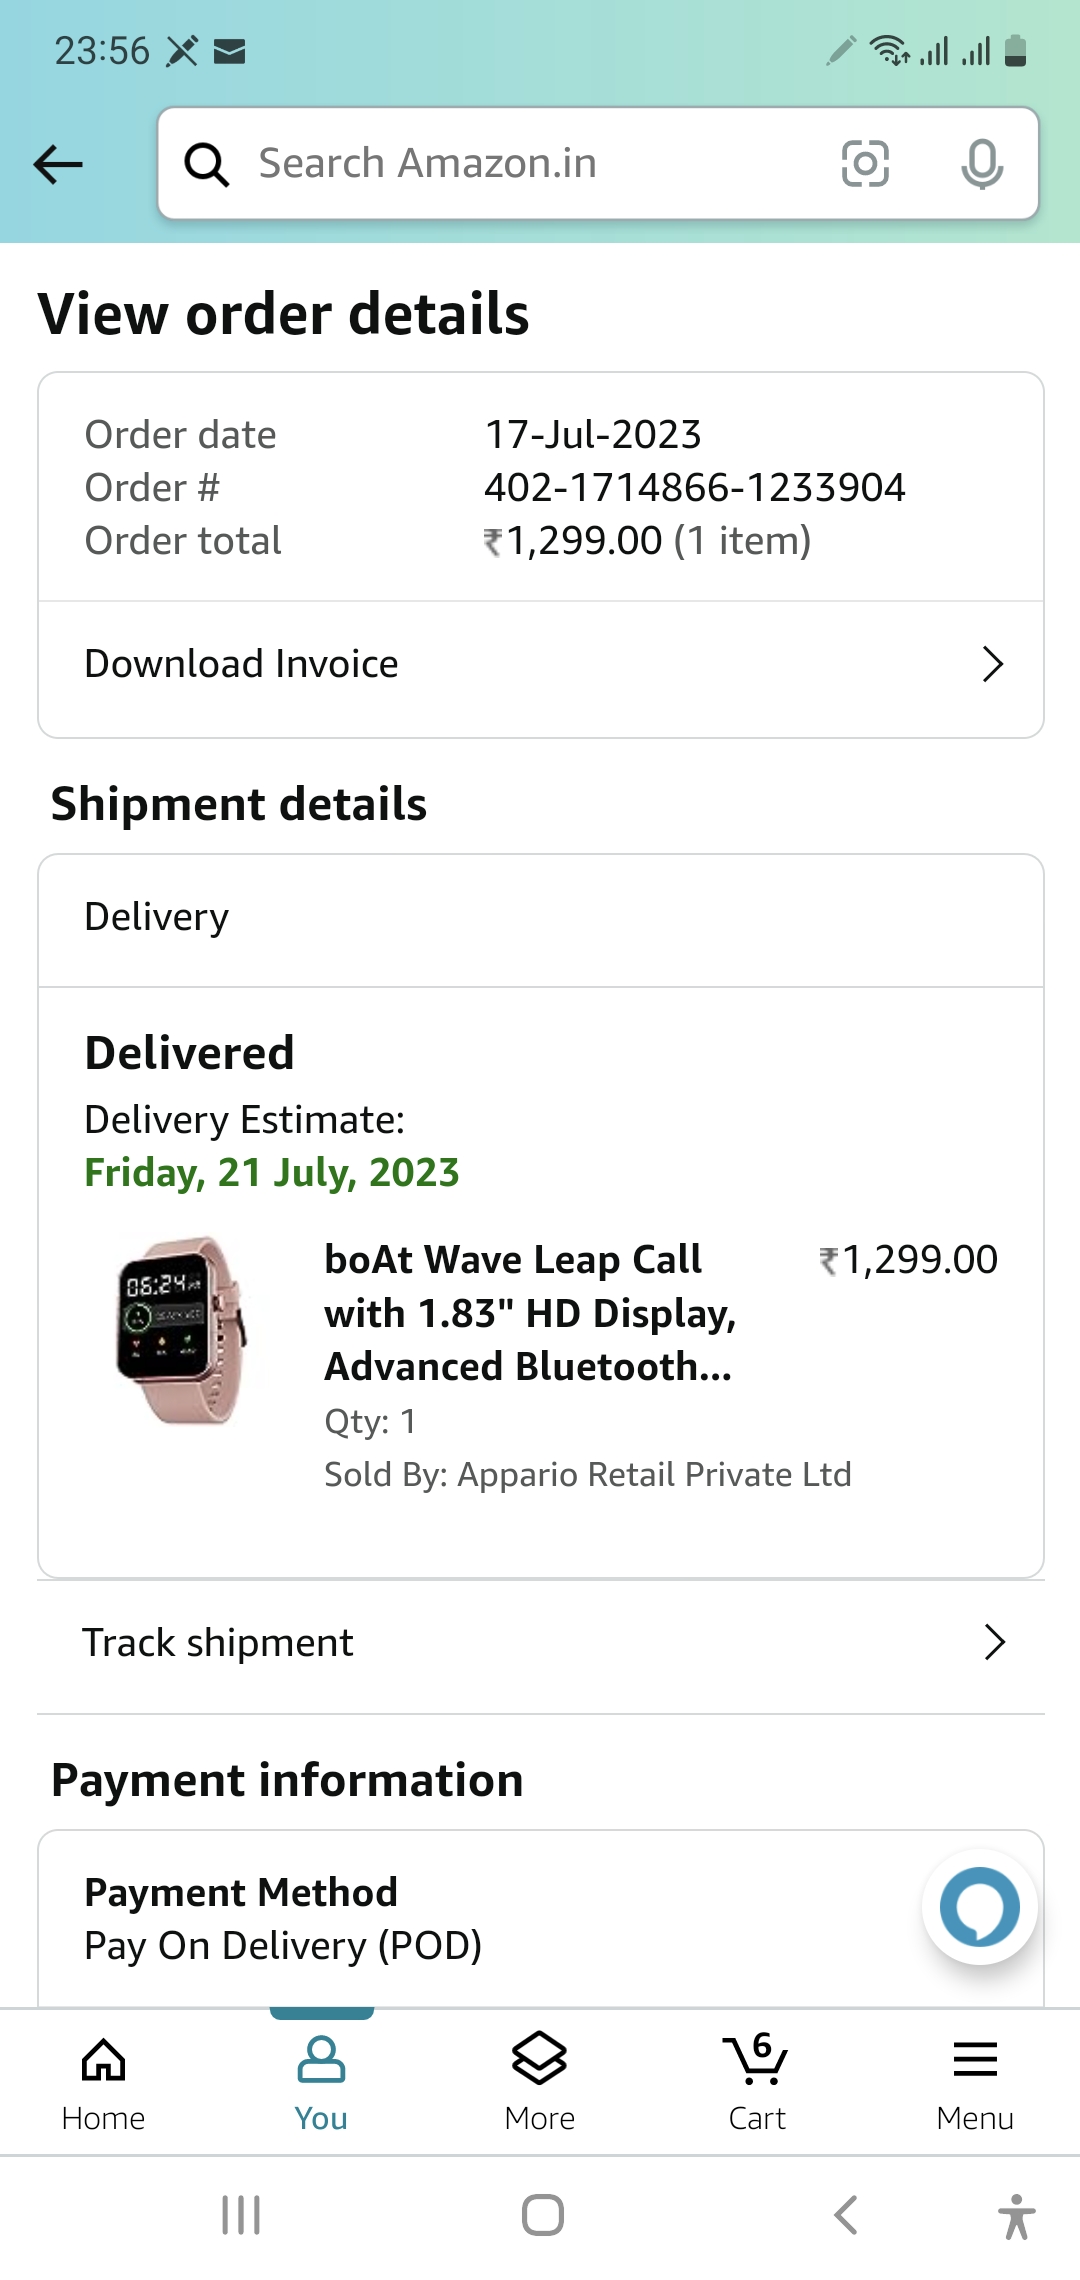 23:56
Search Amazon.in
View order details
Order date 17-Jul-2023
Order # 402-1714866-1233904
Order total ₹1,299.00 (1 item)
Download Invoice
Shipment details
Delivery
Delivered
Delivery Estimate:
Friday, 21 July, 2023
06:24
boAt Wave Leap Call ₹1,299.00
with 1.83" HD Display,
Advanced Bluetooth...
Qty: 1
Sold By: Appario Retail Private Ltd
Track shipment
Payment information
Payment Method
Pay On Delivery (POD)
6
Home You More Cart Menu